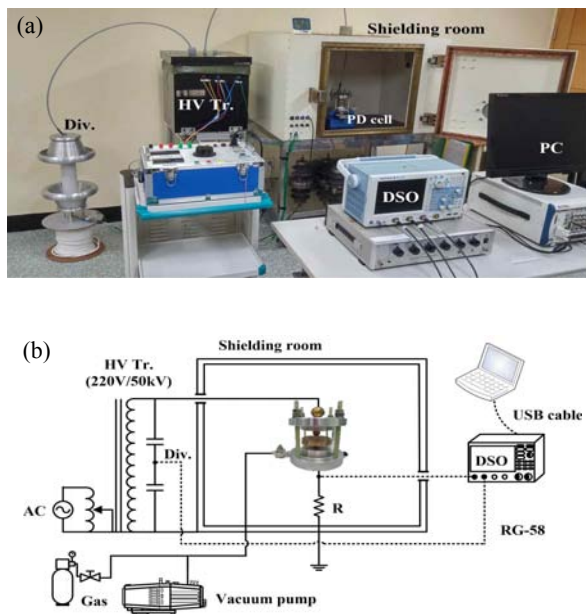 (a)
Shielding room
HV Tr.
Div.
PD cell
PC
DSO
(b)
Shielding room
HV Tr.
(220V/50kV)
USB cable
Div.
DSO
AC
R
RG-58
Gas
Vacuum pump